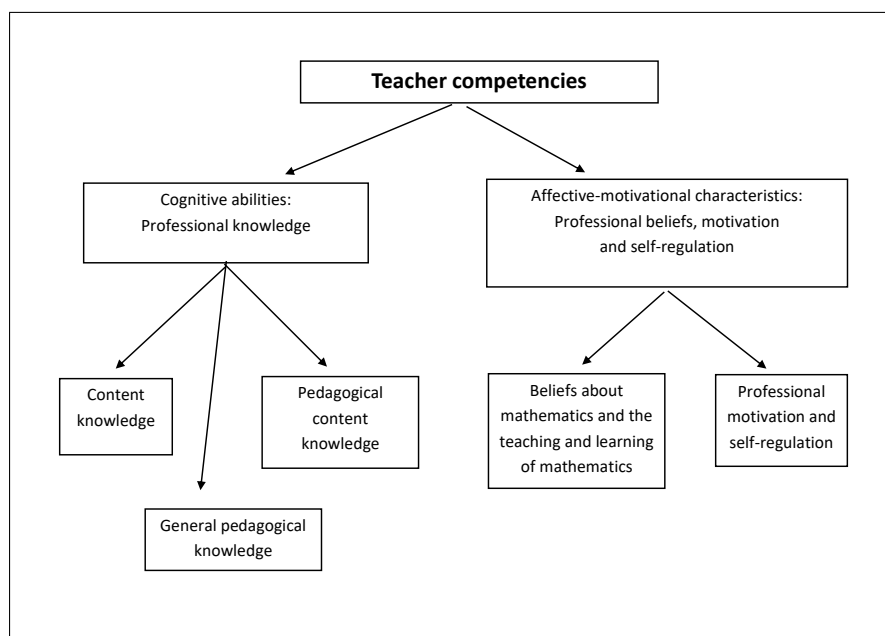 Teacher competencies
Cognitive abilities:
Professional knowledge
Affective-motivational characteristics:
Professional beliefs, motivation
and self-regulation
Content
knowledge
Pedagogical
content
knowledge
General pedagogical
knowledge
Beliefs about
mathematics and the
teaching and learning
of mathematics
Professional
motivation and
self-regulation